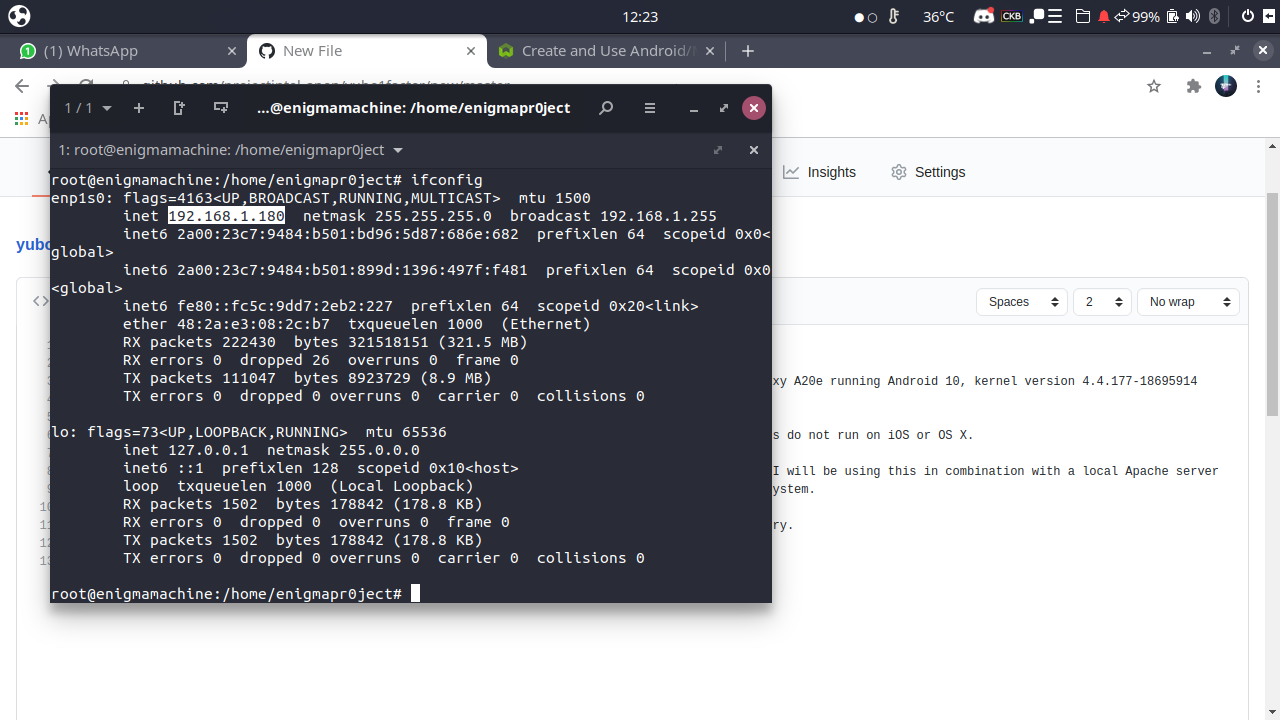 12:23
36°C
CKB
99%
(1) WhatsApp
New File
Create and Use Android/
1 / 1
...@enigmamachine: /home/enigmapr0ject
1: root@enigmamachine: /home/enigmapr0ject
Insights
Settings
root@enigmamachine:/home/enigmapr0ject# ifconfig
enp1s0: flags=4163<UP,BROADCAST,RUNNING,MULTICAST>  mtu 1500
inet 192.168.1.180  netmask 255.255.255.0  broadcast 192.168.1.255
inet6 2a00:23c7:9484:b501:bd96:5d87:686e:682  prefixlen 64  scopeid 0x0<
global>
inet6 2a00:23c7:9484:b501:899d:1396:497f:f481  prefixlen 64  scopeid 0x0
<global>
inet6 fe80::fc5c:9dd7:2eb2:227  prefixlen 64  scopeid 0x20<link>
ether 48:2a:e3:08:2c:b7  txqueuelen 1000  (Ethernet)
RX packets 222430  bytes 321518151 (321.5 MB)
RX errors 0  dropped 26  overruns 0  frame 0
TX packets 111047  bytes 8923729 (8.9 MB)
TX errors 0  dropped 0 overruns 0  carrier 0  collisions 0
lo: flags=73<UP,LOOPBACK,RUNNING>  mtu 65536
inet 127.0.0.1  netmask 255.0.0.0
inet6 ::1  prefixlen 128  scopeid 0x10<host>
loop  txqueuelen 1000  (Local Loopback)
RX packets 1502  bytes 178842 (178.8 KB)
RX errors 0  dropped 0  overruns 0  frame 0
TX packets 1502  bytes 178842 (178.8 KB)
TX errors 0  dropped 0 overruns 0  carrier 0  collisions 0
root@enigmamachine:/home/enigmapr0ject#
Spaces
2
No wrap
xy A20e running Android 10, kernel version 4.4.177-18695914
s do not run on iOS or OS X.
I will be using this in combination with a local Apache server
ystem.
ry.